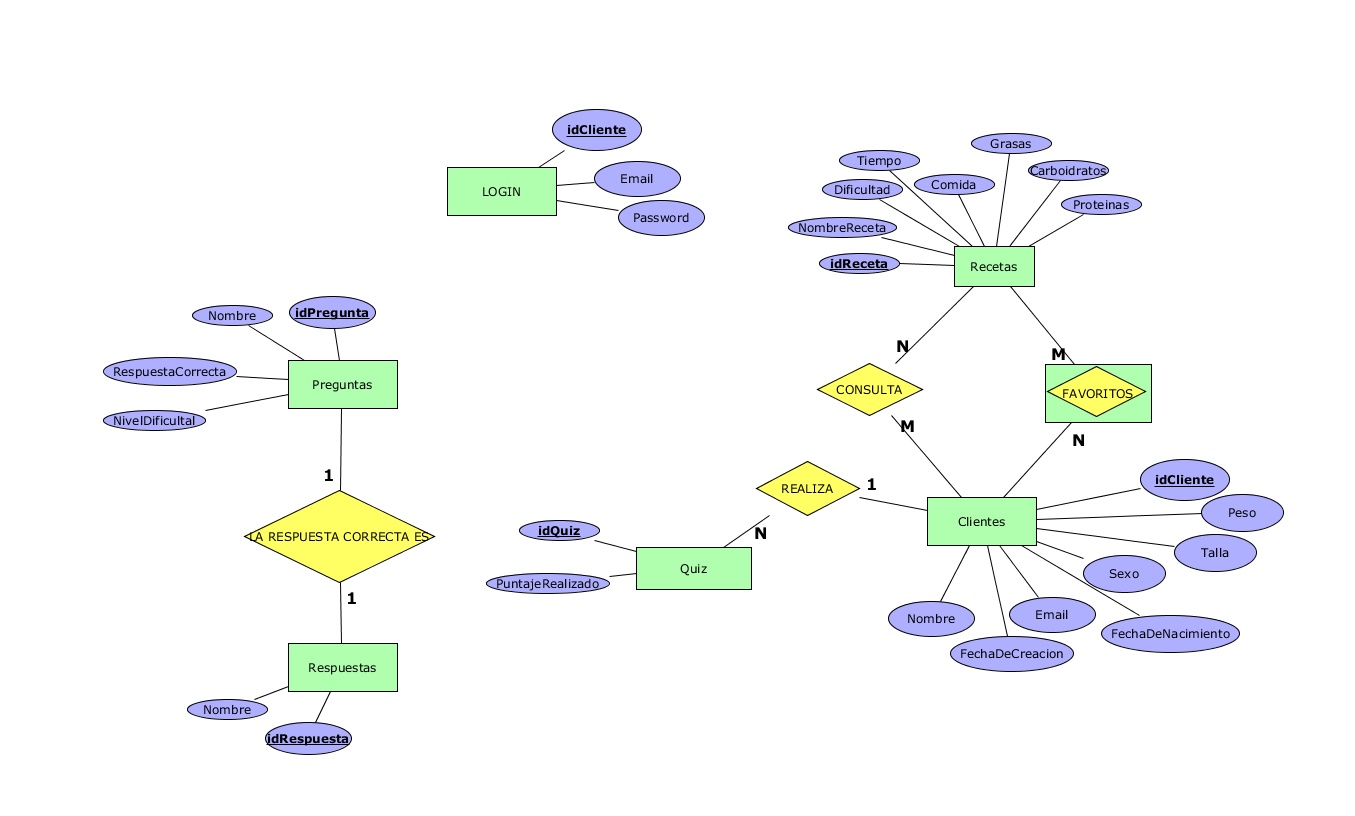 idCliente
LOGIN
Email
Password
Grasas
Tiempo
Carboidratos
Dificultad
Comida
Proteinas
NombreReceta
idReceta
Recetas
Nombre
idPregunta
RespuestaCorrecta
Preguntas
NivelDificultal
N
M
CONSULTA
FAVORITOS
M
N
1
LA RESPUESTA CORRECTA ES
1
REALIZA
1
N
idCliente
Clientes
Peso
Talla
Sexo
Nombre
Email
FechaDeNacimiento
FechaDeCreacion
idQuiz
Quiz
PuntajeRealizado
Respuestas
Nombre
idRespuesta